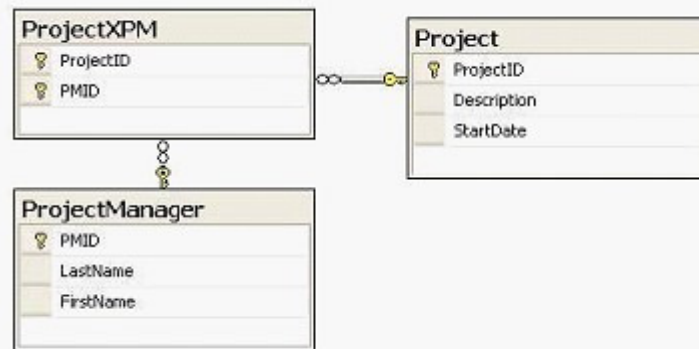 ProjectXPM
ProjectID
PMID
Project
ProjectID
Description
StartDate
ProjectManager
PMID
LastName
FirstName